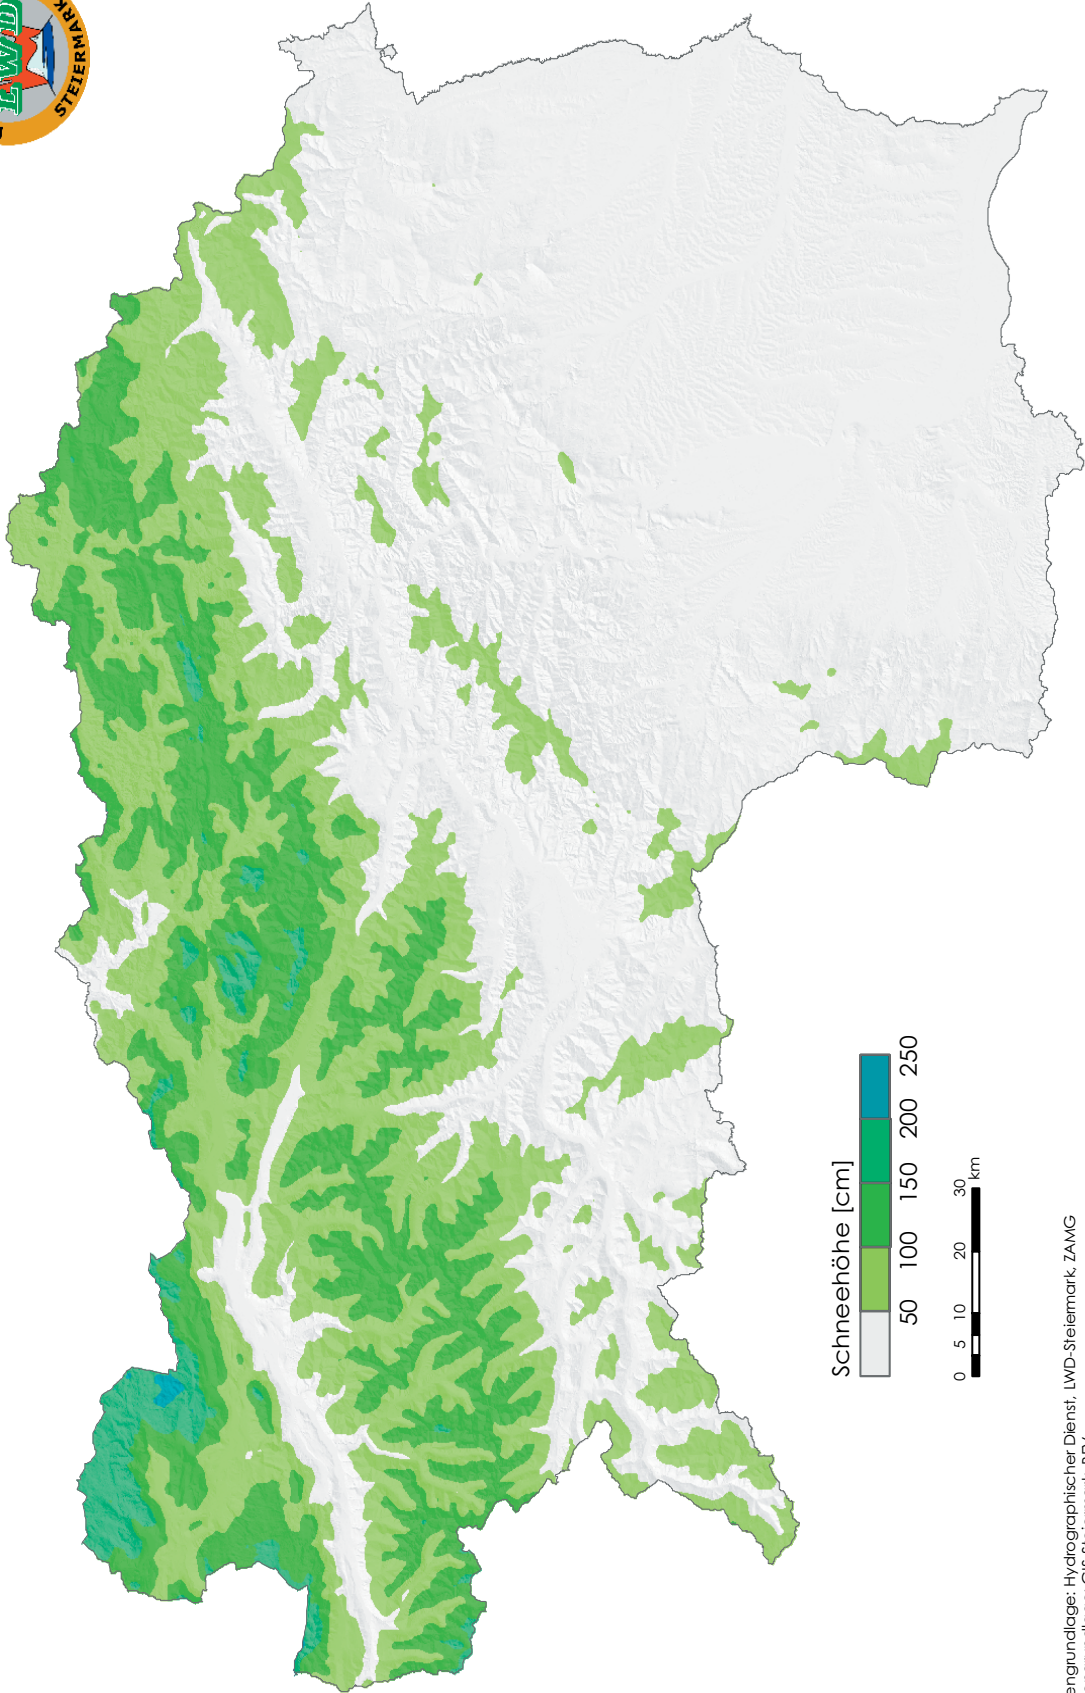 LWD
STEIERMARK
Schneehöhe [cm]
50 100 150 200 250
0 5 10 20 30 km
engrundlage: Hydrographischer Dienst, LWD-Steiermark, ZAMG